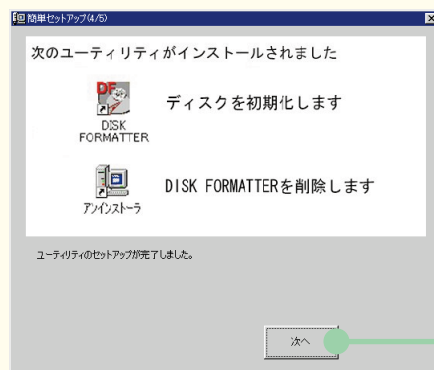 簡単セットアップ(4/5)
次のユーティリティがインストールされました
DF
ディスクを初期化します
DISK
FORMATTER
DISK FORMATTERを削除します
アンインストーラ
ユーティリティのセットアップが完了しました。
次へ